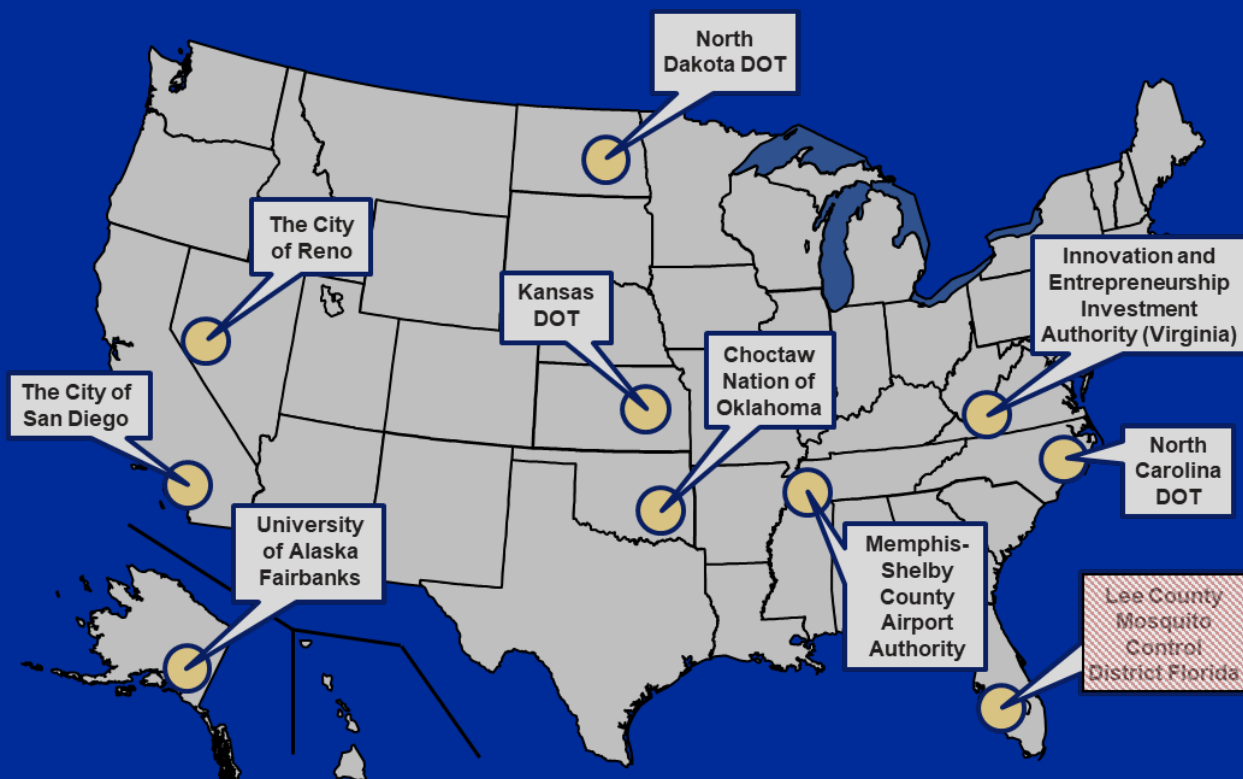 North
Dakota DOT
The City
of Reno
Innovation and
Entrepreneurship
Investment
Authority (Virginia)
Kansas
DOT
Choctaw
Nation of
Oklahoma
The City of
San Diego
North
Carolina
DOT
University
of Alaska
Fairbanks
Memphis-
Shelby
County
Airport
Authority
Lee County
Mosquito
Control
District Florida